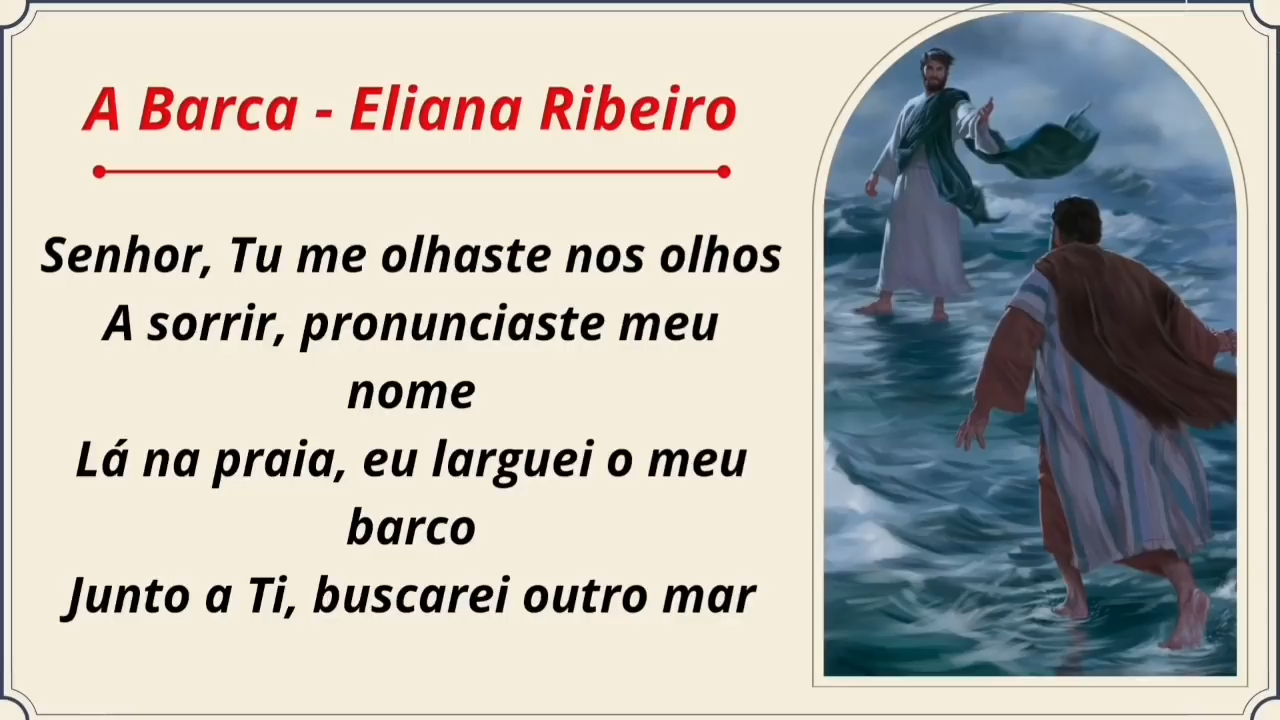 A Barca - Eliana Ribeiro
Senhor, Tu me olhaste nos olhos
A sorrir, pronunciaste meu
nome
Lá na praia, eu larguei o meu
barco
Junto a Ti, buscarei outro mar